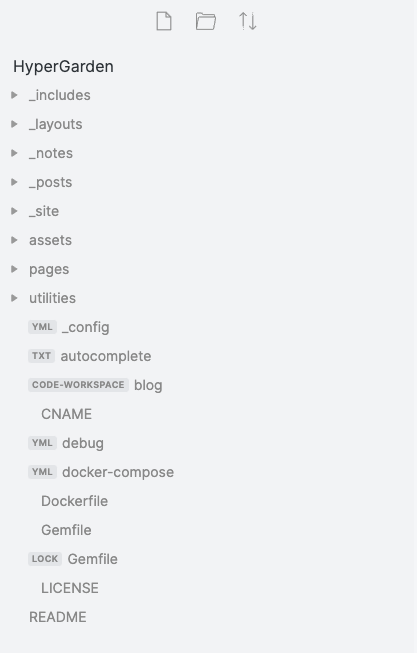 HyperGarden
_includes
_layouts
_notes
_posts
_site
assets
pages
utilities
YML _config
TXT autocomplete
CODE-WORKSPACE blog
CNAME
YML debug
YML docker-compose
Dockerfile
Gemfile
LOCK Gemfile
LICENSE
README